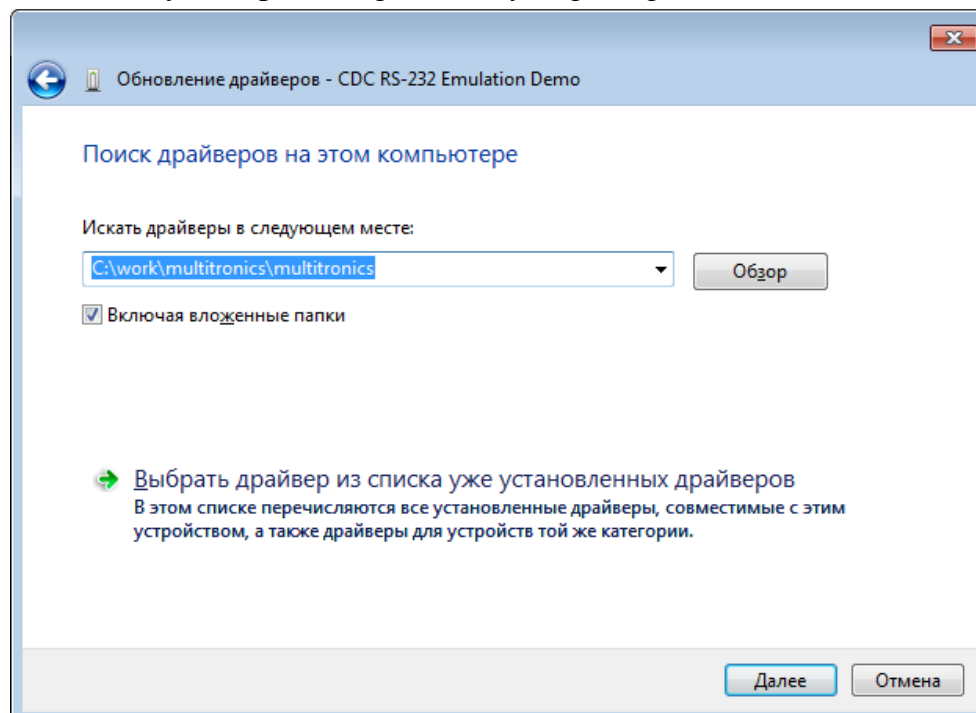 Обновление драйверов - CDC RS-232 Emulation Demo
Поиск драйверов на этом компьютере
Искать драйверы в следующем месте:
C:\work\multitronics\multitronics
Обзор
Включая вложенные папки
Выбрать драйвер из списка уже установленных драйверов
В этом списке перечисляются все установленные драйверы, совместимые с этим
устройством, а также драйверы для устройств той же категории.
Далее
Отмена